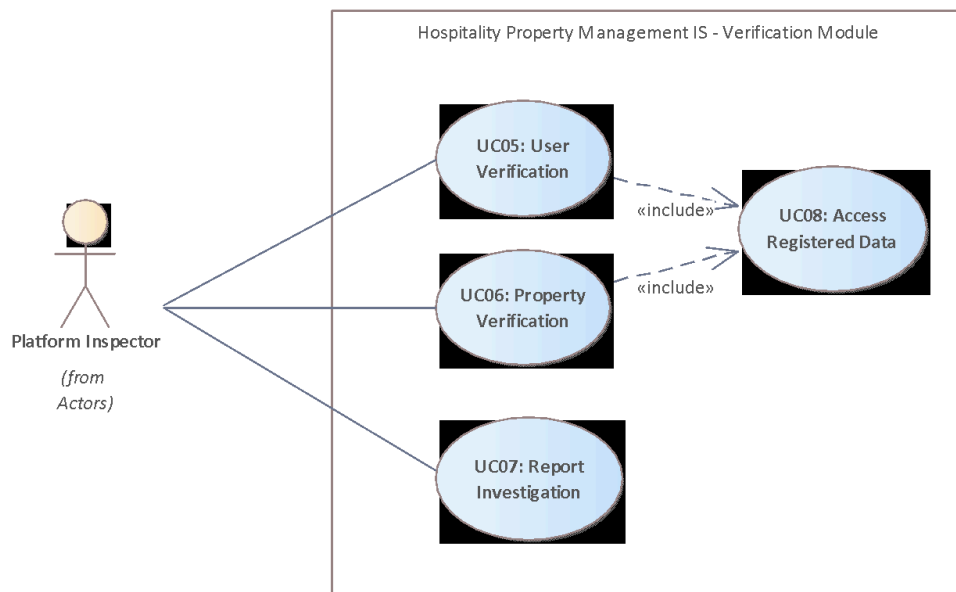 Hospitality Property Management IS - Verification Module
UC05: User
Verification
«include»
UC08: Access
Registered Data
UC06: Property
Verification
«include»
Platform Inspector
(from
Actors)
UC07: Report
Investigation